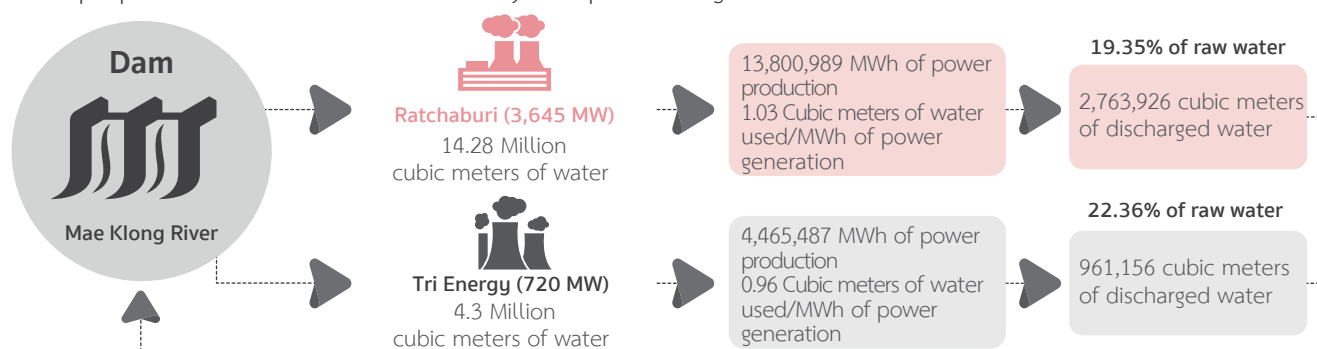 Dam
Mae Klong River
Ratchaburi (3,645 MW)
14.28 Million
cubic meters of water
13,800,989 MWh of power
production
1.03 Cubic meters of water
used/MWh of power
generation
19.35% of raw water
2,763,926 cubic meters
of discharged water
Tri Energy (720 MW)
4.3 Million
cubic meters of water
4,465,487 MWh of power
production
0.96 Cubic meters of water
used/MWh of power
generation
22.36% of raw water
961,156 cubic meters
of discharged water